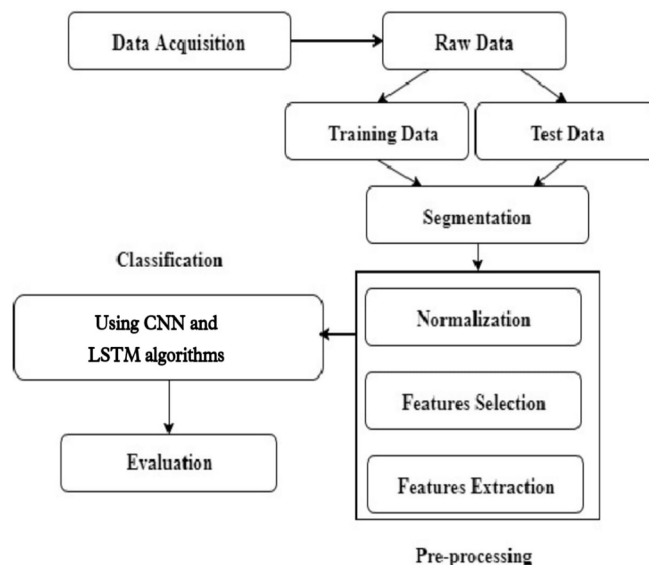 Data Acquisition
Raw Data
Training Data
Test Data
Segmentation
Classification
Using CNN and
LSTM algorithms
Normalization
Features Selection
Features Extraction
Evaluation
Pre-processing